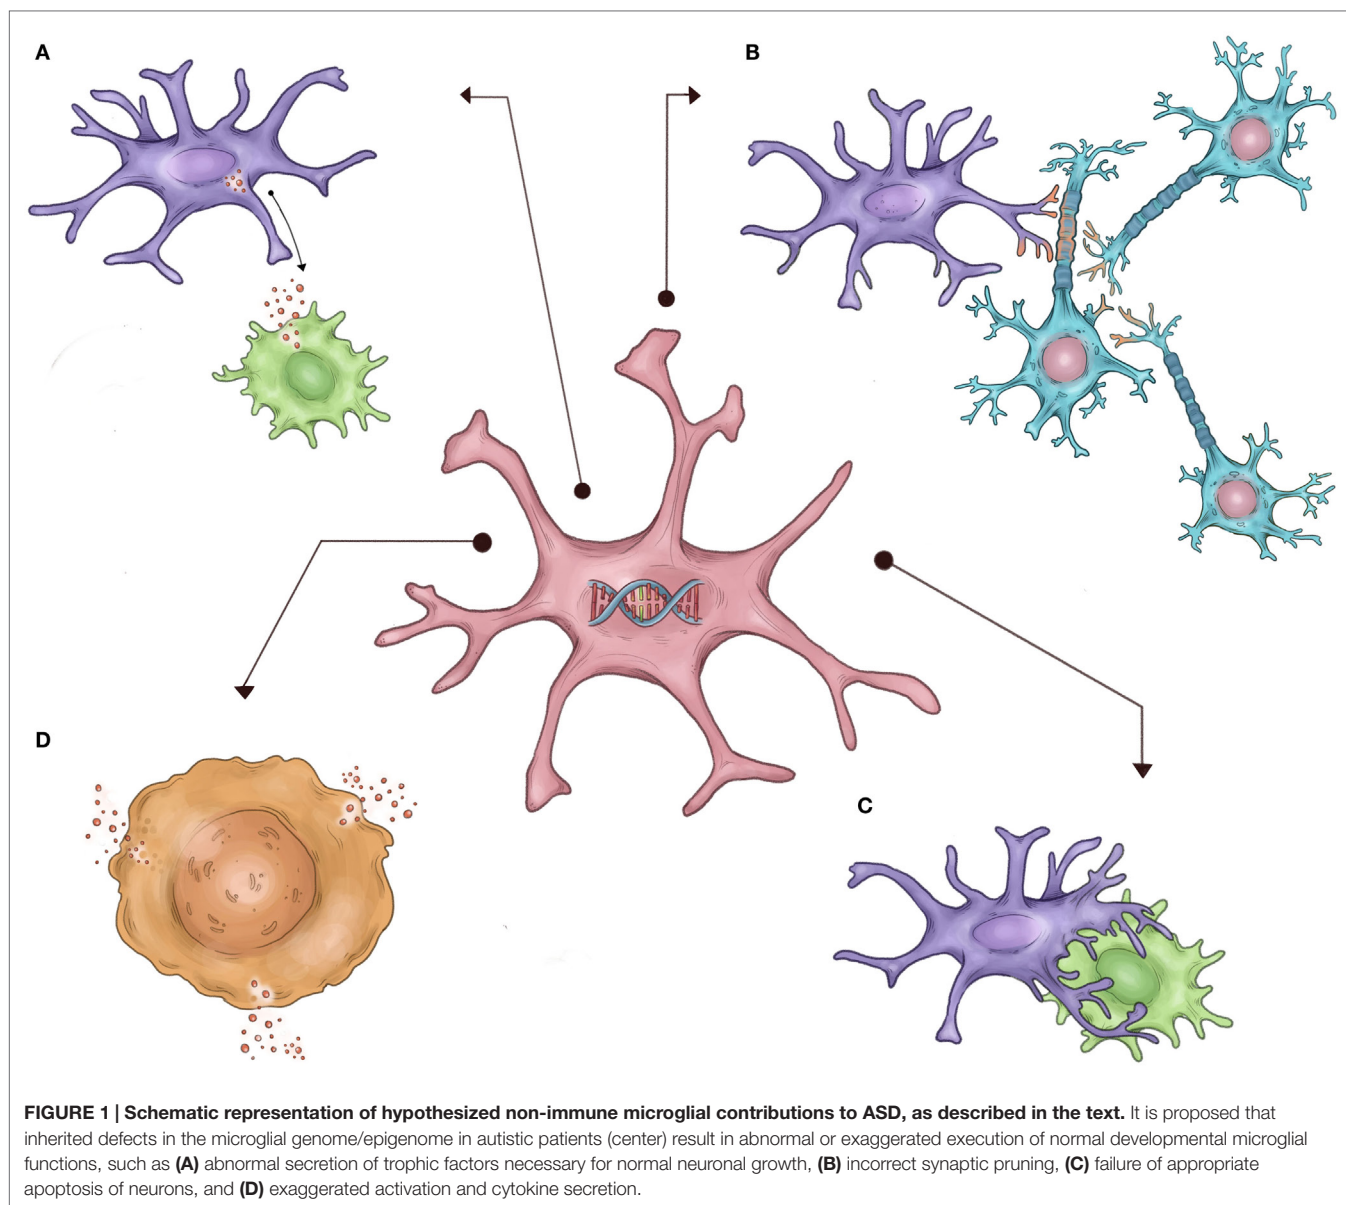 A
B
D
C
FIGURE 1 | Schematic representation of hypothesized non-immune microglial contributions to ASD, as described in the text. It is proposed that
inherited defects in the microglial genome/epigenome in autistic patients (center) result in abnormal or exaggerated execution of normal developmental microglial
functions, such as (A) abnormal secretion of trophic factors necessary for normal neuronal growth, (B) incorrect synaptic pruning, (C) failure of appropriate
apoptosis of neurons, and (D) exaggerated activation and cytokine secretion.